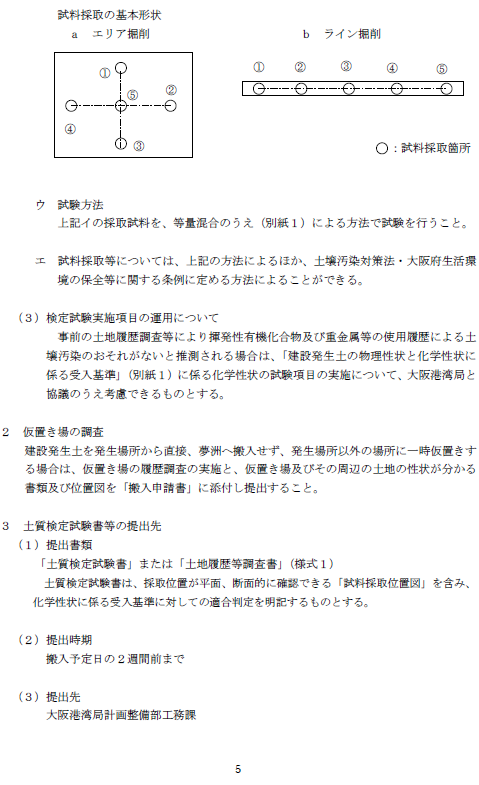 試料採取の基本形状
a　エリア掘削
b　ライン掘削
①
②
③
④
⑤
①
②
③
④
⑤
○：試料採取箇所
ウ　試験方法
上記イの採取試料を、等量混合のうえ（別紙１）による方法で試験を行うこと。
エ　試料採取等については、上記の方法によるほか、土壌汚染対策法・大阪府生活環
境の保全等に関する条例に定める方法によることができる。
（３）検定試験実施項目の運用について
事前の土地履歴調査等により揮発性有機化合物及び重金属等の使用履歴による土
壌汚染のおそれがないと推測される場合は、「建設発生土の物理性状と化学性状に
係る受入基準」（別紙１）に係る化学性状の試験項目の実施について、大阪港湾局と
協議のうえ考慮できるものとする。
２　仮置き場の調査
建設発生土を発生場所から直接、夢洲へ搬入せず、発生場所以外の場所に一時仮置きす
る場合は、仮置き場の履歴調査の実施と、仮置き場及びその周辺の土地の性状が分かる
書類及び位置図を「搬入申請書」に添付し提出すること。
３　土質検定試験書等の提出先
（１）提出書類
「土質検定試験書」または「土地履歴等調査書」（様式１）
土質検定試験書は、採取位置が平面、断面的に確認できる「試料採取位置図」を含み、
化学性状に係る受入基準に対しての適合判定を明記するものとする。
（２）提出時期
搬入予定日の２週間前まで
（３）提出先
大阪港湾局計画整備部工務課
5